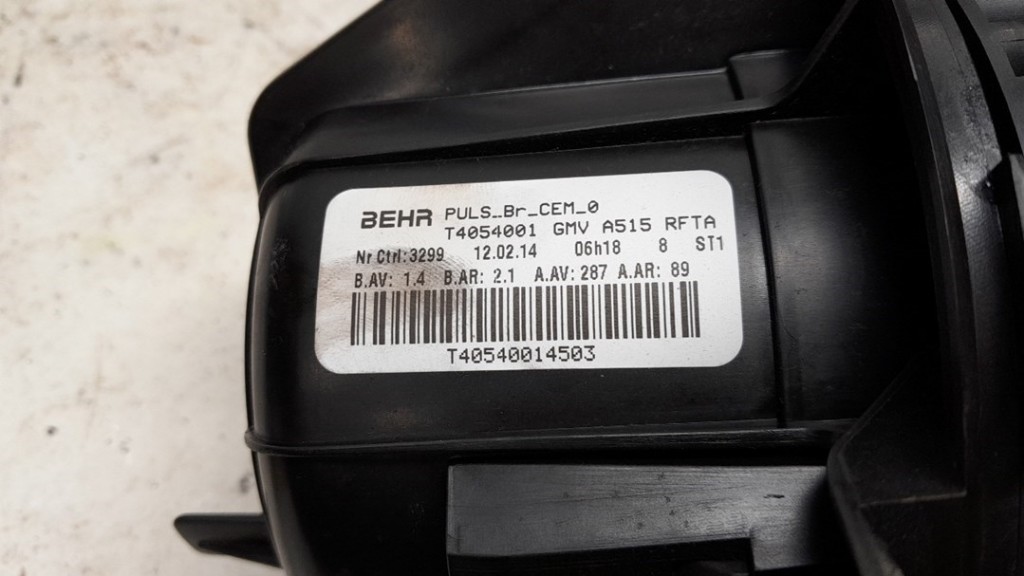 BEHR PULS_Br_CEM_0
T4054001 GMV A515 RFTA
Nr Ctrl:3299 12.02.14 06h18 8 ST1
B.AV: 1.4 B.AR: 2.1 A.AV:287 A.AR: 89
T40540014503